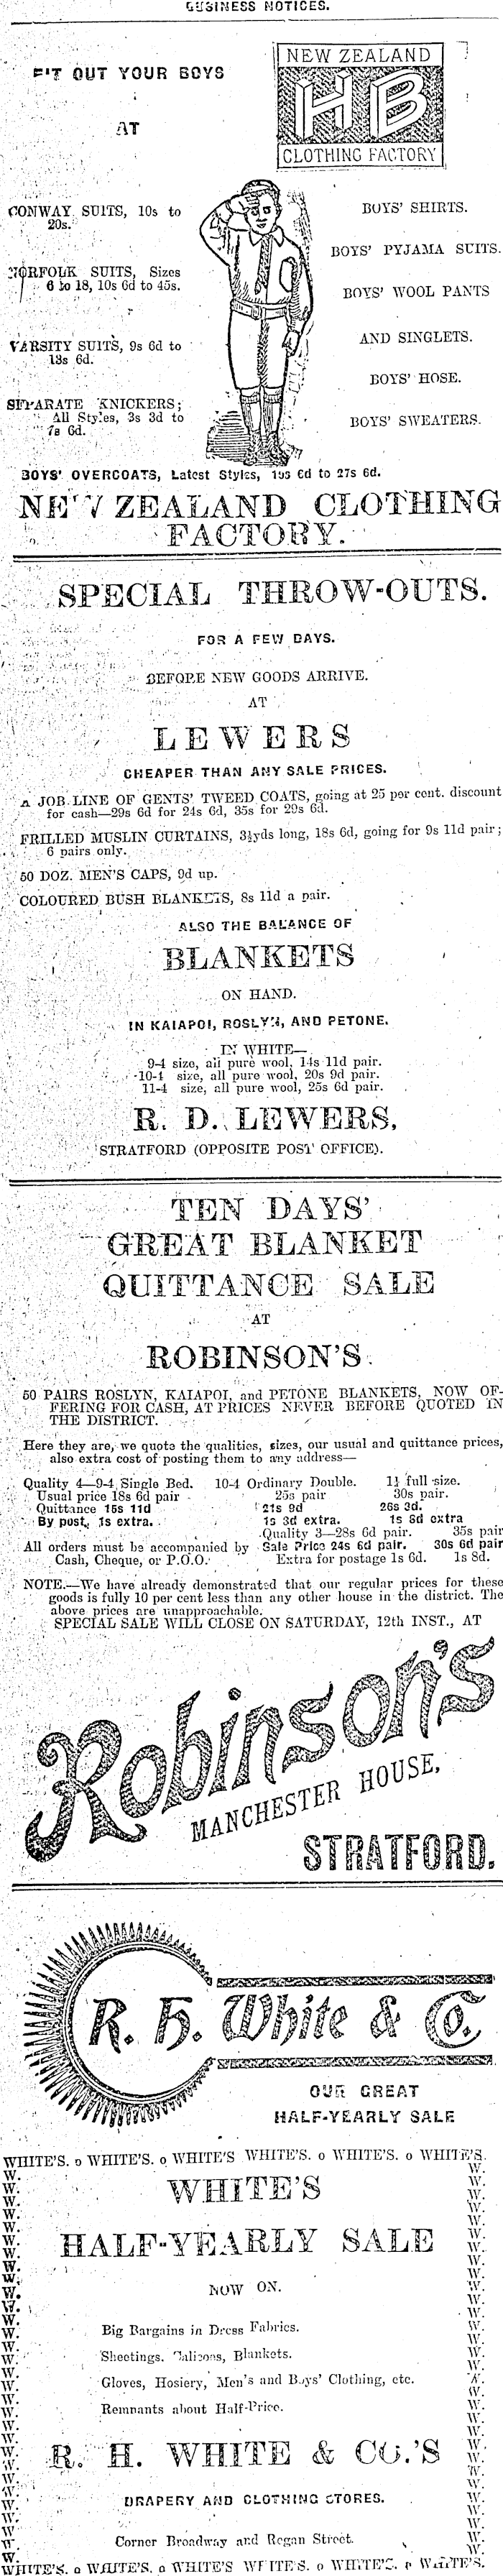 BUSINESS NOTICES.
FIT OUT YOUR BOYS
AT
NEW ZEALAND
HB
CLOTHING FACTORY
CONWAY SUITS, 10s to
20s.
NORFOLK SUITS, Sizes
6 to 18, 10s 6d to 45s.
VARSITY SUITS, 9s 6d to
13s 6d.
SEPARATE KNICKERS;
All Styles, 3s 3d to
7s 6d.
BOYS' SHIRTS.
BOYS' PYJAMA SUITS.
BOYS' WOOL PANTS
AND SINGLETS.
BOYS' HOSE.
BOYS' SWEATERS.
BOYS' OVERCOATS, Latest Styles, 6d to 27s 6d.
NEW ZEALAND CLOTHING
FACTORY.
SPECIAL THROW-OUTS.
FOR A FEW DAYS.
BEFORE NEW GOODS ARRIVE.
AT
LEWERS
CHEAPER THAN ANY SALE PRICES.
A JOB LINE OF GENTS' TWEED COATS, going at 25 per cent. discount
for cash—29s 6d for 24s 6d, 35s for 29s 6d.
FRILLED MUSLIN CURTAINS, 3½yds long, 18s 6d, going for 9s 11d pair;
6 pairs only.
50 DOZ. MEN'S CAPS, 9d up.
COLOURED BUSH BLANKETS, 8s 11d a pair.
ALSO THE BALANCE OF
BLANKETS
ON HAND.
IN KAIAPOI, ROSLYN, AND PETONE.
IN WHITE—
9-4 size, all pure wool, 14s 11d pair.
10-4 size, all pure wool, 20s 9d pair.
11-4 size, all pure wool, 25s 6d pair.
R. D. LEWERS,
STRATFORD (OPPOSITE POST OFFICE).
TEN DAYS'
GREAT BLANKET
QUITTANCE SALE
AT
ROBINSON'S.
50 PAIRS ROSLYN, KAIAPOI, and PETONE BLANKETS, NOW OF-
FERING FOR CASH, AT PRICES NEVER BEFORE QUOTED IN
THE DISTRICT.
Here they are, we quote the qualities, sizes, our usual and quittance prices,
also extra cost of posting them to any address—
Quality 4—9-4 Single Bed. 10-4 Ordinary Double. 1½ full size.
Usual price 18s 6d pair 25s pair 30s pair.
Quittance 15s 11d 21s 9d 26s 3d.
By post, 1s extra. 1s 3d extra. 1s 8d extra
Quality 3—28s 6d pair. 35s pair
All orders must be accompanied by Sale Price 24s 6d pair. 30s 6d pair
Cash, Cheque, or P.O.O. Extra for postage 1s 6d. 1s 8d.
NOTE.—We have already demonstrated that our regular prices for these
goods is fully 10 per cent less than any other house in the district. The
above prices are unapproachable.
SPECIAL SALE WILL CLOSE ON SATURDAY, 12th INST., AT
Robinson's
MANCHESTER HOUSE,
STRATFORD.
R. H. White & Co.
OUR GREAT
HALF-YEARLY SALE
WHITE'S. o WHITE'S. o WHITE'S WHITE'S. o WHITE'S. o WHITE'S.
WHITE'S
HALF-YEARLY SALE
NOW ON.
Big Bargains in Dress Fabrics.
Sheetings. Calicoes, Blankets.
Gloves, Hosiery, Men's and Boys' Clothing, etc.
Remnants about Half-Price.
R. H. WHITE & CO.'S
DRAPERY AND CLOTHING STORES.
Corner Broadway and Regan Street.
WHITE'S. o WHITE'S. o WHITE'S WHITE'S. o WHITE'S. o WHITE'S.